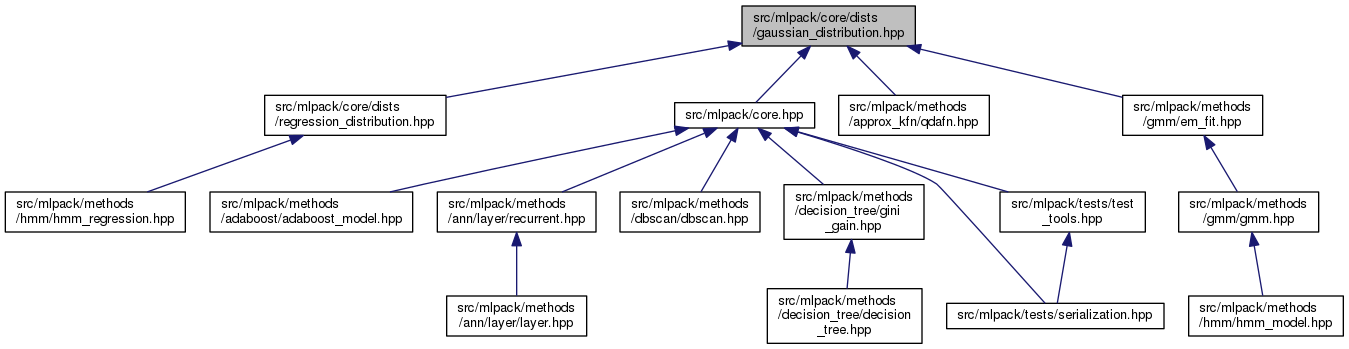 src/mlpack/core/dists
/gaussian_distribution.hpp
src/mlpack/core/dists
/regression_distribution.hpp
src/mlpack/core.hpp
src/mlpack/methods
/approx_kfn/qdafn.hpp
src/mlpack/methods
/gmm/em_fit.hpp
src/mlpack/methods
/hmm/hmm_regression.hpp
src/mlpack/methods
/adaboost/adaboost_model.hpp
src/mlpack/methods
/ann/layer/recurrent.hpp
src/mlpack/methods
/dbscan/dbscan.hpp
src/mlpack/methods
/decision_tree/gini
_gain.hpp
src/mlpack/tests/test
_tools.hpp
src/mlpack/methods
/gmm/gmm.hpp
src/mlpack/methods
/ann/layer/layer.hpp
src/mlpack/methods
/decision_tree/decision
_tree.hpp
src/mlpack/tests/serialization.hpp
src/mlpack/methods
/hmm/hmm_model.hpp